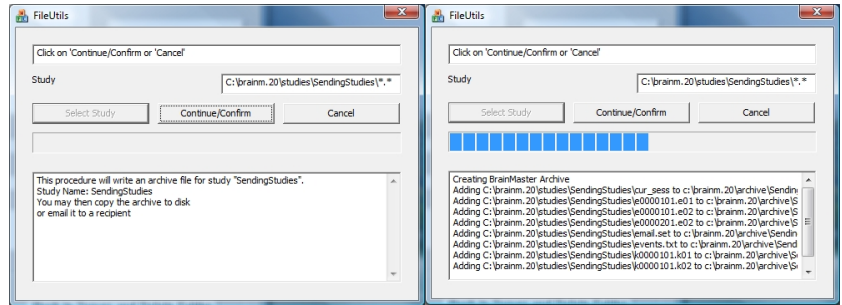 FileUtils
Click on 'Continue/Confirm or 'Cancel'
Study
C:\brainm.20\studies\SendingStudies\*.*
Select Study
Continue/Confirm
Cancel
This procedure will write an archive file for study "SendingStudies".
Study Name: SendingStudies
You may then copy the archive to disk
or email it to a recipient
FileUtils
Click on 'Continue/Confirm or 'Cancel'
Study
C:\brainm.20\studies\SendingStudies\*.*
Select Study
Continue/Confirm
Cancel
Creating BrainMaster Archive
Adding C:\brainm.20\studies\SendingStudies\cur_sess to c:\brainm.20\archive\Sending
Adding C:\brainm.20\studies\SendingStudies\e0000101.e01 to c:\brainm.20\archive\S
Adding C:\brainm.20\studies\SendingStudies\e0000101.e02 to c:\brainm.20\archive\S
Adding C:\brainm.20\studies\SendingStudies\e0000201.e02 to c:\brainm.20\archive\S
Adding C:\brainm.20\studies\SendingStudies\email.set to c:\brainm.20\archive\Sendin
Adding C:\brainm.20\studies\SendingStudies\events.txt to c:\brainm.20\archive\Send
Adding C:\brainm.20\studies\SendingStudies\k0000101.k01 to c:\brainm.20\archive\S
Adding C:\brainm.20\studies\SendingStudies\k0000101.k02 to c:\brainm.20\archive\S